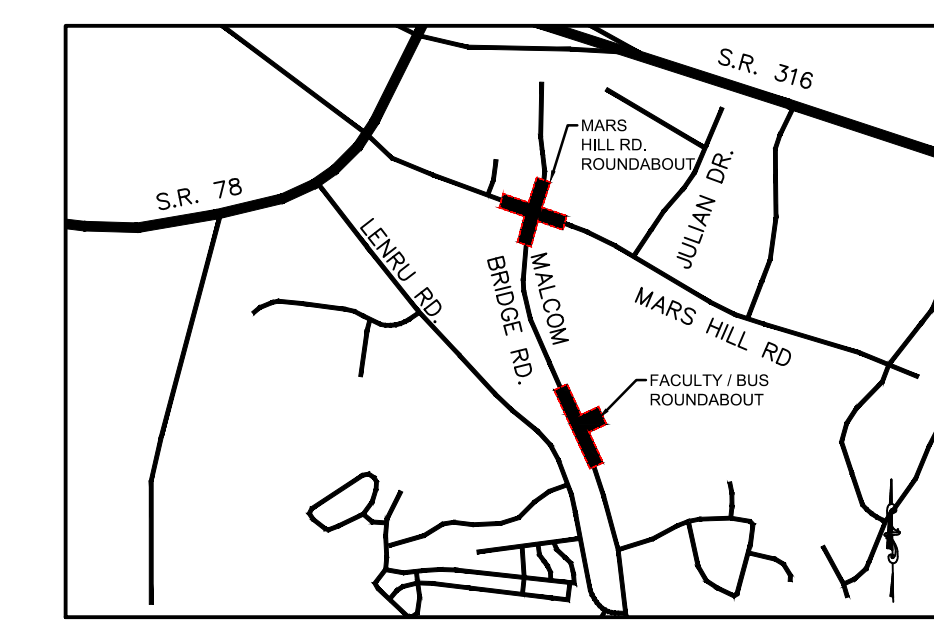 S.R. 316
MARS
HILL RD.
ROUNDABOUT
JULIAN DR.
S.R. 78
LENRU RD.
MALCOM
BRIDGE RD.
MARS HILL RD
FACULTY / BUS
ROUNDABOUT